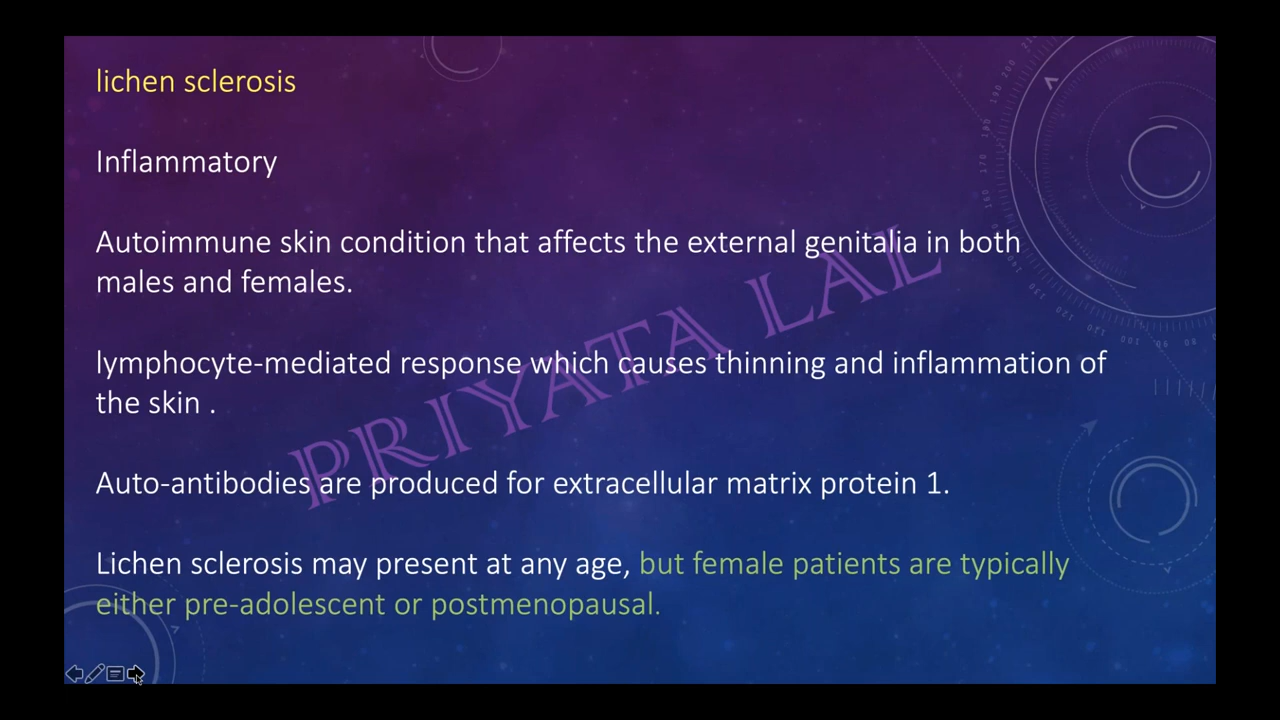 lichen sclerosis
Inflammatory
Autoimmune skin condition that affects the external genitalia in both
males and females.
lymphocyte-mediated response which causes thinning and inflammation of
the skin .
Auto-antibodies are produced for extracellular matrix protein 1.
Lichen sclerosis may present at any age, but female patients are typically
either pre-adolescent or postmenopausal.
PRIYATA LAL